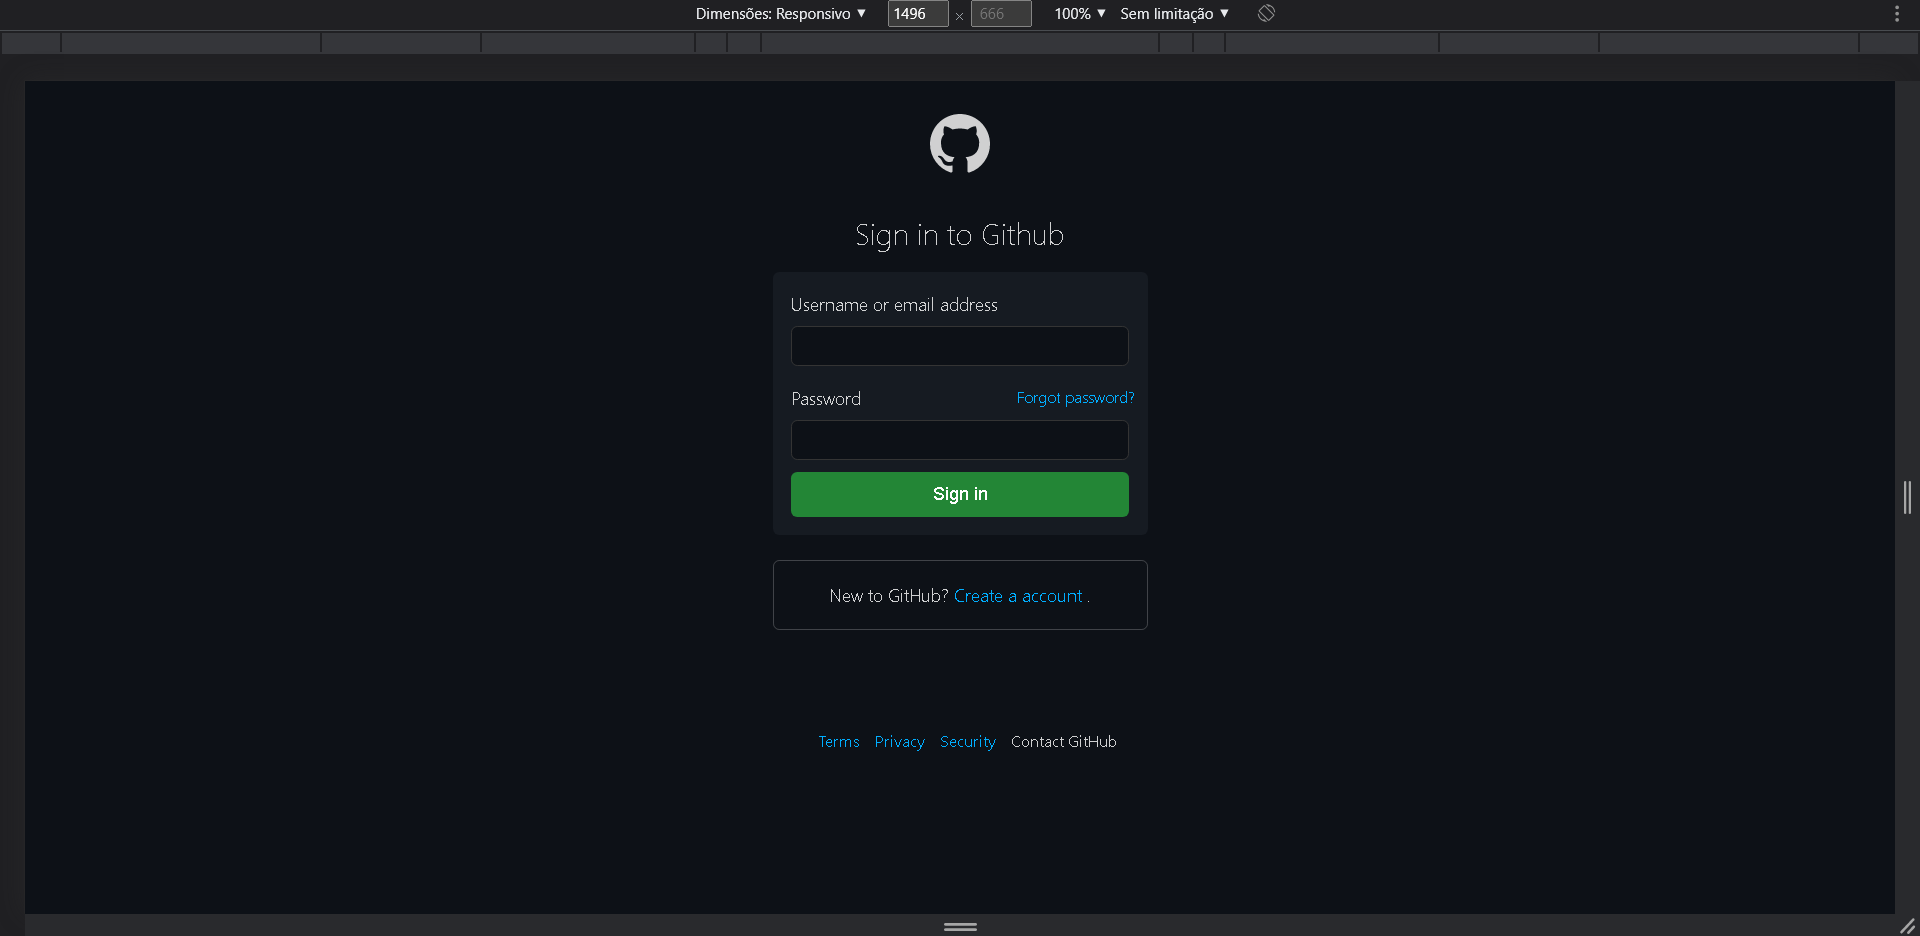 Dimensões: Responsivo ▼ 1496 × 666 100% ▼ Sem limitação ▼
Sign in to Github
Username or email address
Password Forgot password?
Sign in
New to GitHub? Create a account .
Terms Privacy Security Contact GitHub